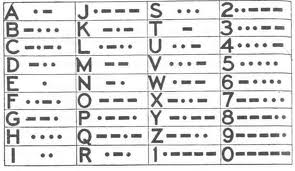 A · — J · — — — S · · · 2 · · — — —
B — · · · K — · — T — 3 · · · — —
C — · — · L · — · · U · · — 4 · · · · —
D — · · M — — V · · · — 5 · · · · ·
E · N — · W · — — 6 — · · · ·
F · · — · O — — — X — · · — 7 — — · · ·
G — — · P · — — · Y — · — — 8 — — — · ·
H · · · · Q — — · — Z — — · · 9 — — — — ·
I · · R · — · 1 · — — — — 0 — — — — —